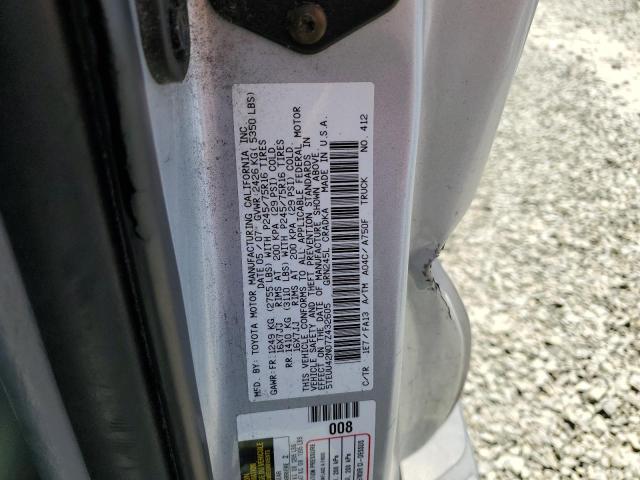 MFD. BY: TOYOTA MOTOR MANUFACTURING CALIFORNIA INC
DATE 05 / 07 GVWR: 2426 KG ( 5350 LBS)
GAWR: FR: 1249 KG (2755 LBS) WITH P245/75R16 TIRES
16X7JJ RIMS AT 200 KPA (29 PSI) COLD
RR: 1410 KG (3110 LBS) WITH P245/75R16 TIRES
16X7JJ RIMS AT 200 KPA (29 PSI) COLD
THIS VEHICLE CONFORMS TO ALL APPLICABLE FEDERAL MOTOR
VEHICLE SAFETY AND THEFT PREVENTION STANDARDS IN
EFFECT ON THE DATE OF MANUFACTURE SHOWN ABOVE
5TEUU42N07Z432605 GRN245L CRADKA MADE IN U.S.A.
C/TR 1E7 / FA13 A/TM A04C / A750F TRUCK NO. 412
008